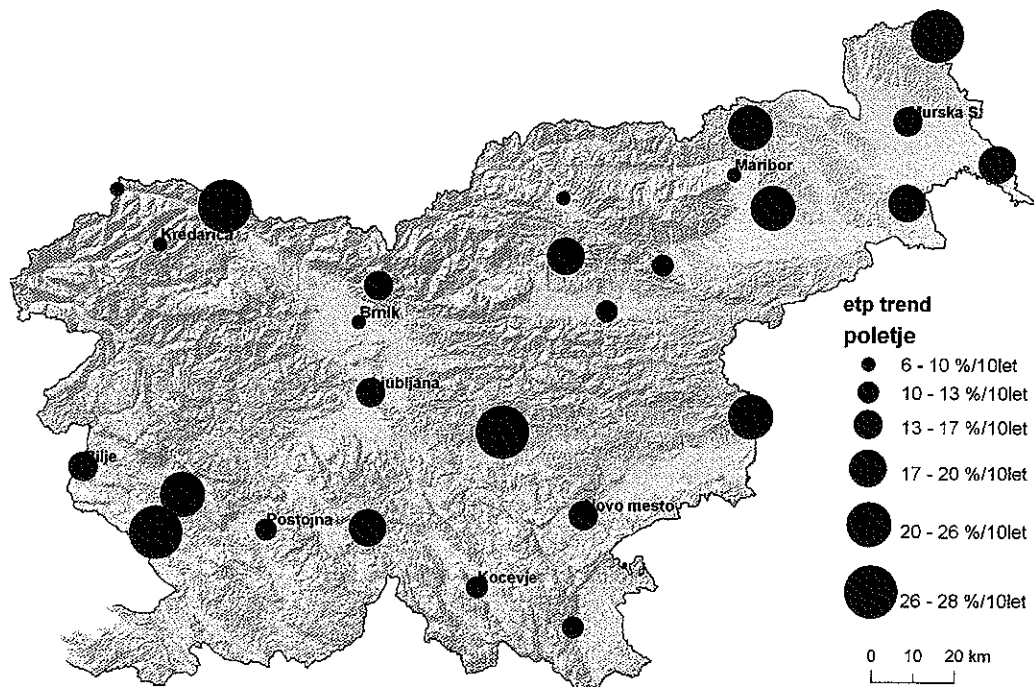 Murska S.
Maribor
Kredarica
Brnik
Ljubljana
Bilje
Postojna
Novo mesto
Kocevje
etp trend
poletje
6 - 10 %/10let
10 - 13 %/10let
13 - 17 %/10let
17 - 20 %/10let
20 - 26 %/10let
26 - 28 %/10let
0 10 20 km